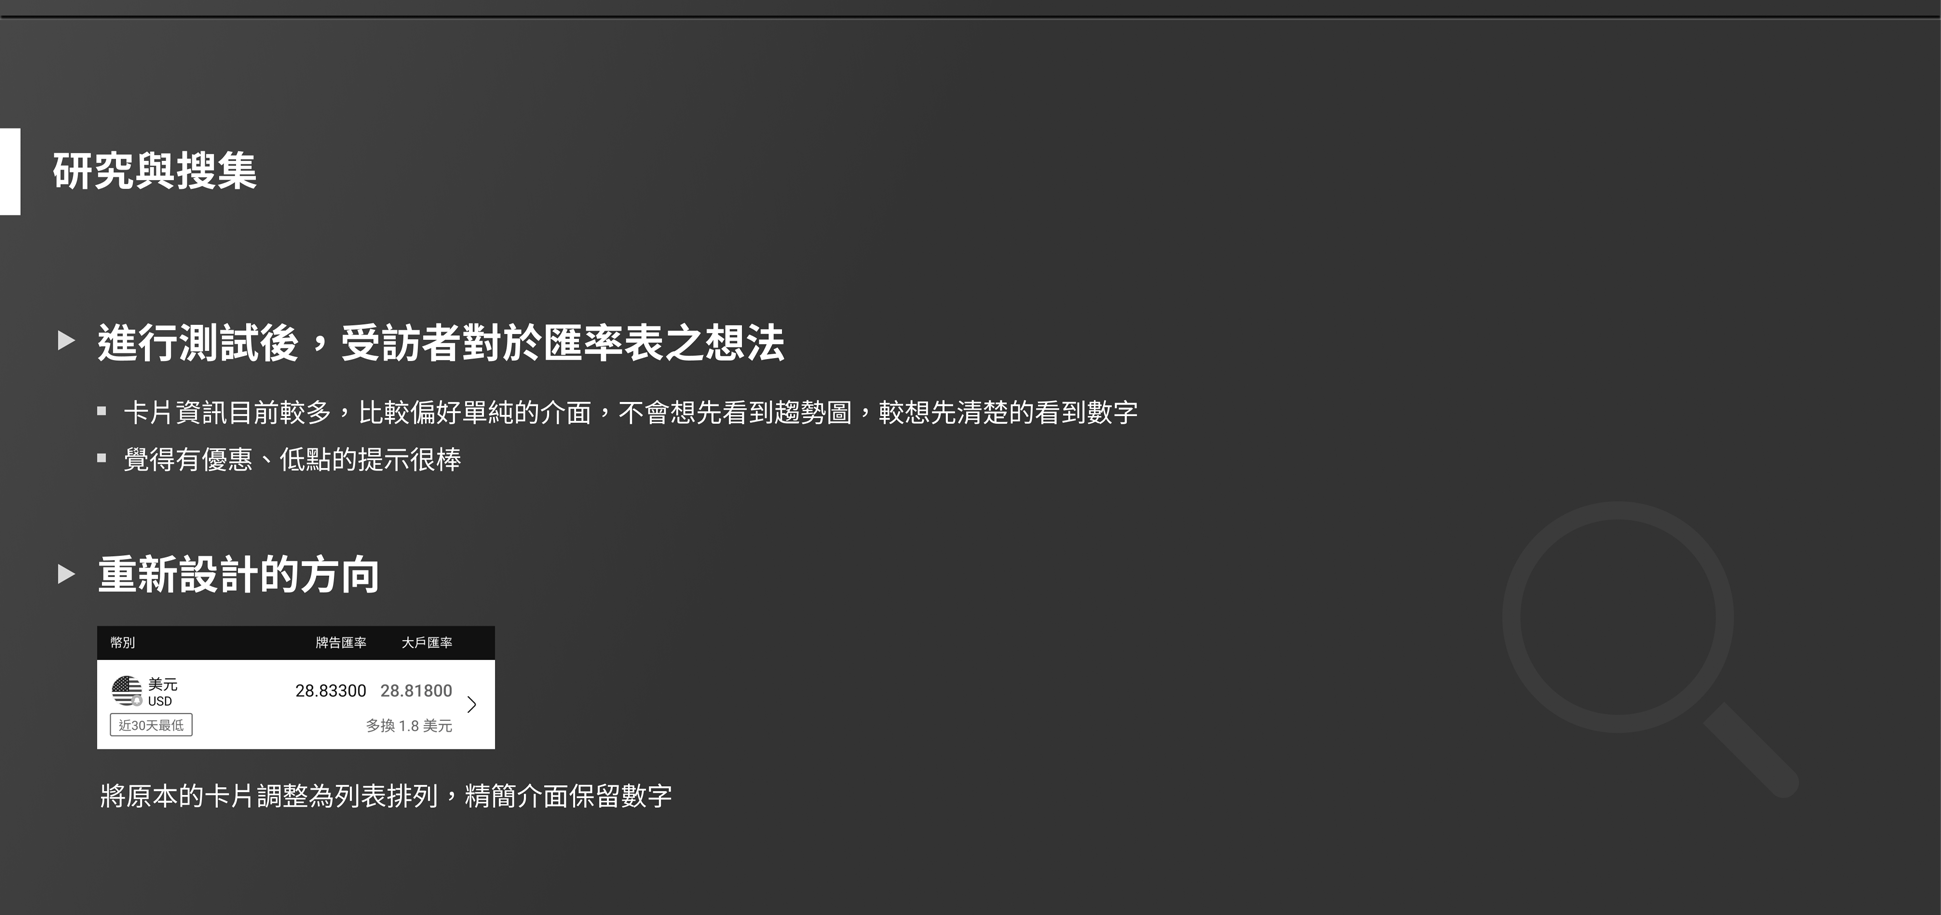 研究與搜集
進行測試後，受訪者對於匯率表之想法
卡片資訊目前較多，比較偏好單純的介面，不會想先看到趨勢圖，較想先清楚的看到數字
覺得有優惠、低點的提示很棒
重新設計的方向
幣別 牌告匯率 大戶匯率
美元 28.83300 28.81800
USD
近30天最低 多換 1.8 美元
將原本的卡片調整為列表排列，精簡介面保留數字